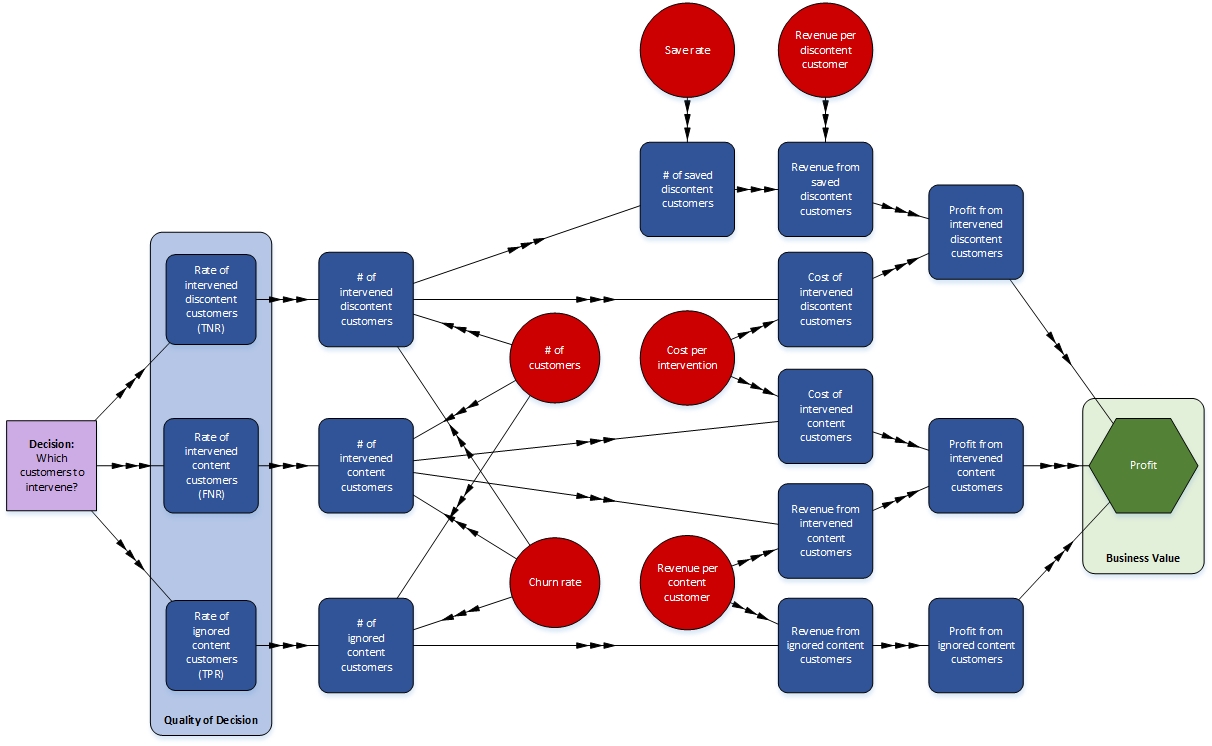 Save rate
Revenue per
discontent
customer
# of saved
discontent
customers
Revenue from
saved
discontent
customers
Profit from
intervened
discontent
customers
Rate of
intervened
discontent
customers
(TNR)
# of
intervened
discontent
customers
Cost of
intervened
discontent
customers
# of
customers
Cost per
intervention
Cost of
intervened
content
customers
Decision:
Which
customers to
intervene?
Rate of
intervened
content
customers
(FNR)
# of
intervened
content
customers
Profit from
intervened
content
customers
Profit
Revenue from
intervened
content
customers
Business Value
Churn rate
Revenue per
content
customer
Rate of
ignored
content
customers
(TPR)
# of
ignored
content
customers
Revenue from
ignored content
customers
Profit from
ignored content
customers
Quality of Decision